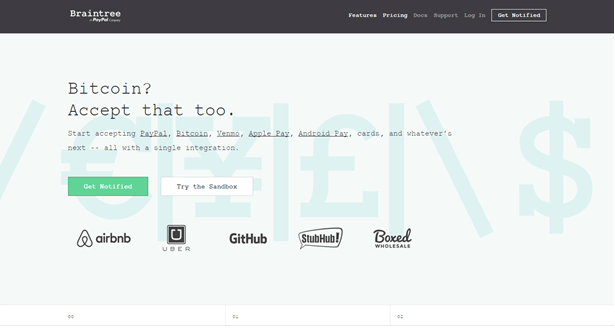 Braintree
A PayPal Company
Features Pricing Docs Support Log In Get Notified
Bitcoin?
Accept that too.
Start accepting PayPal, Bitcoin, Venmo, Apple Pay, Android Pay, cards, and whatever's
next -- all with a single integration.
Get Notified Try the Sandbox
airbnb UBER GitHub StubHub! Boxed WHOLESALE
\ € | ¥ | £ | \ $